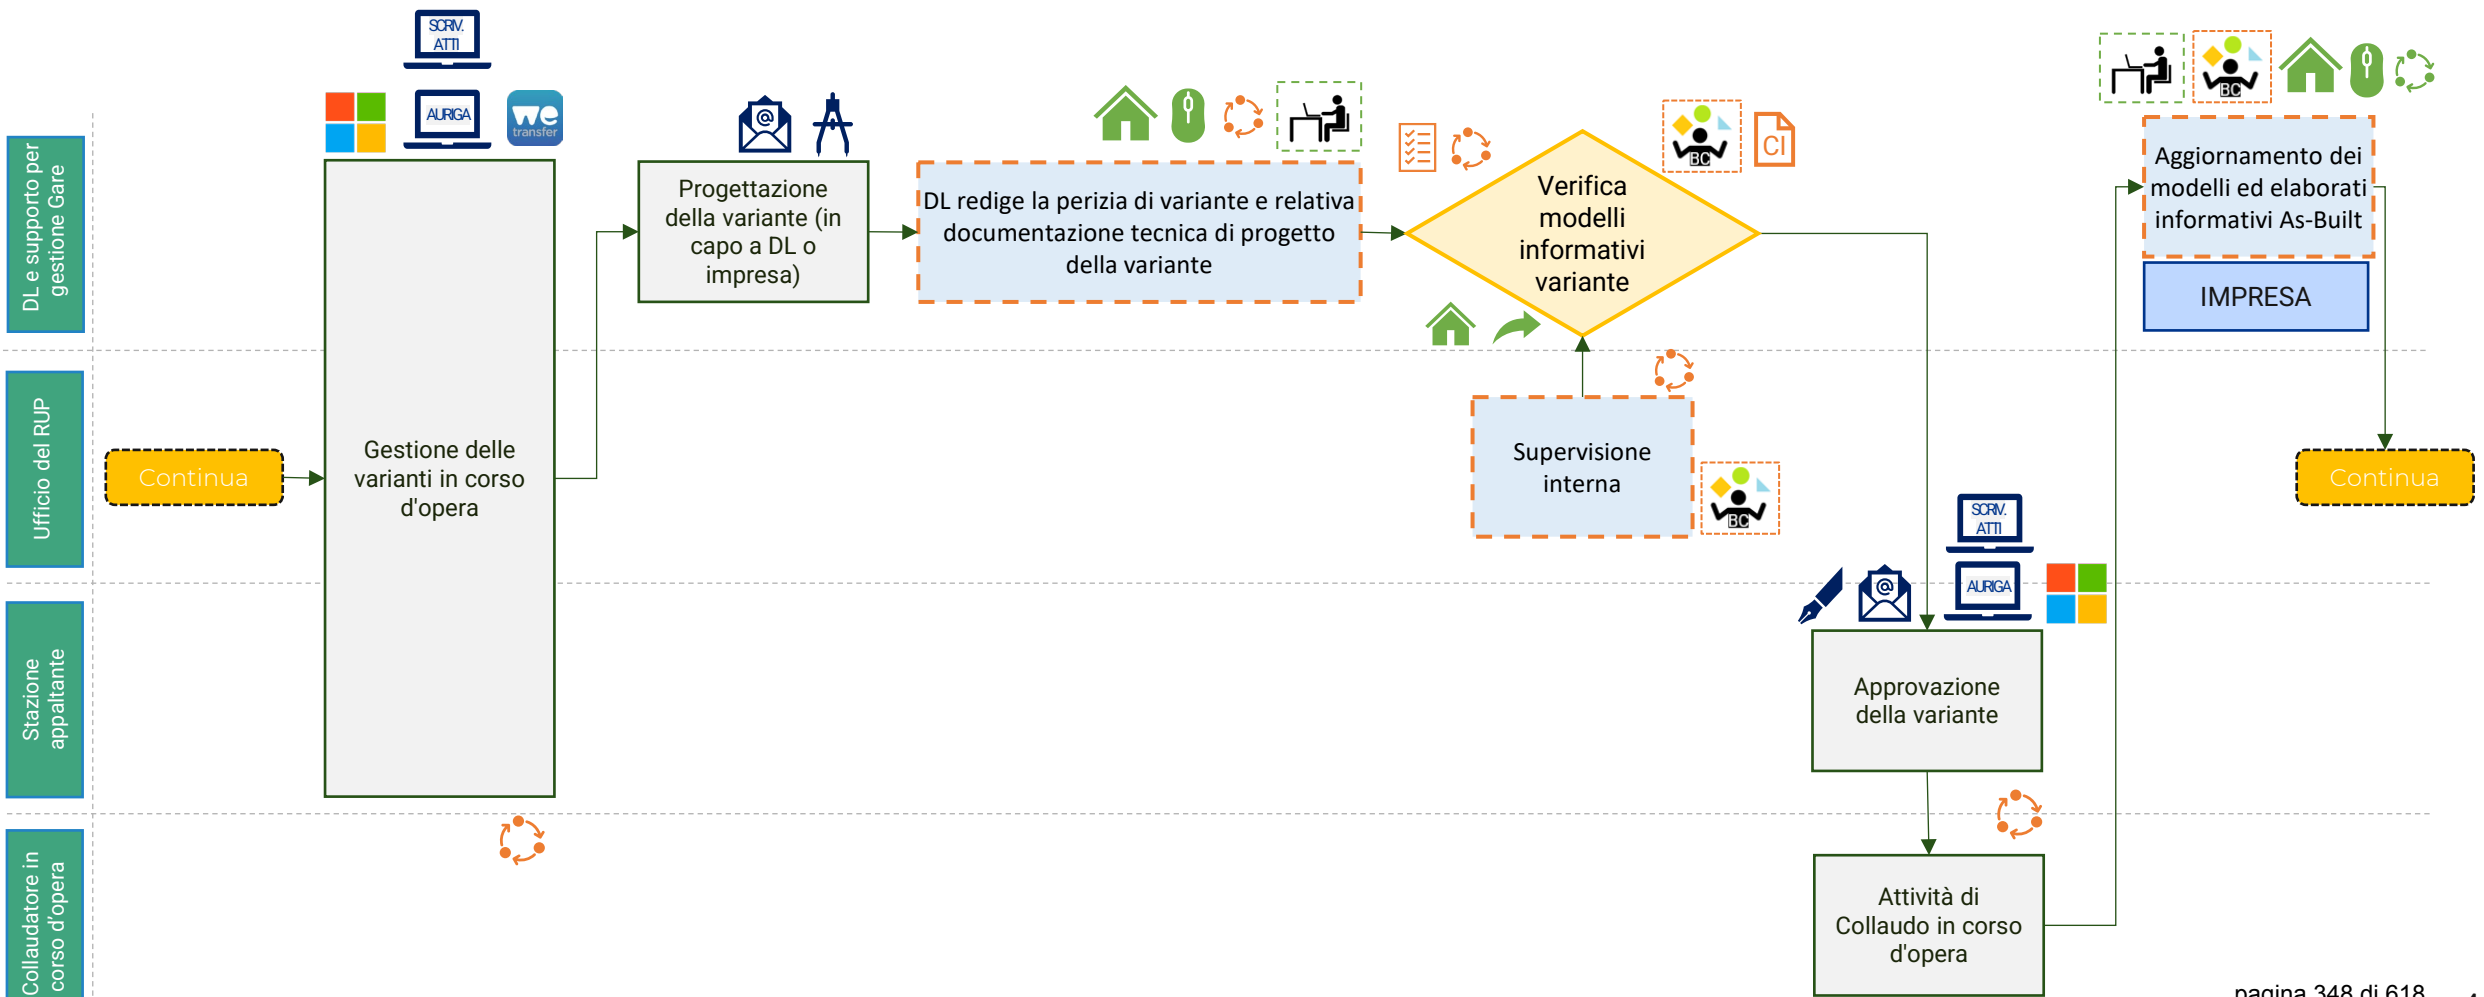 SCRIV.
ATTI
AURIGA
we
transfer
DL e supporto per
gestione Gare
Progettazione
della variante (in
capo a DL o
impresa)
DL redige la perizia di variante e relativa
documentazione tecnica di progetto
della variante
Verifica
modelli
informativi
variante
BC
CI
BC
Aggiornamento dei
modelli ed elaborati
informativi As-Built
IMPRESA
Ufficio del RUP
Continua
Gestione delle
varianti in corso
d'opera
Supervisione
interna
BC
Continua
SCRIV.
ATTI
AURIGA
Stazione
appaltante
Approvazione
della variante
Collaudatore in
corso d'opera
Attività di
Collaudo in corso
d'opera
pagina 348 di 618